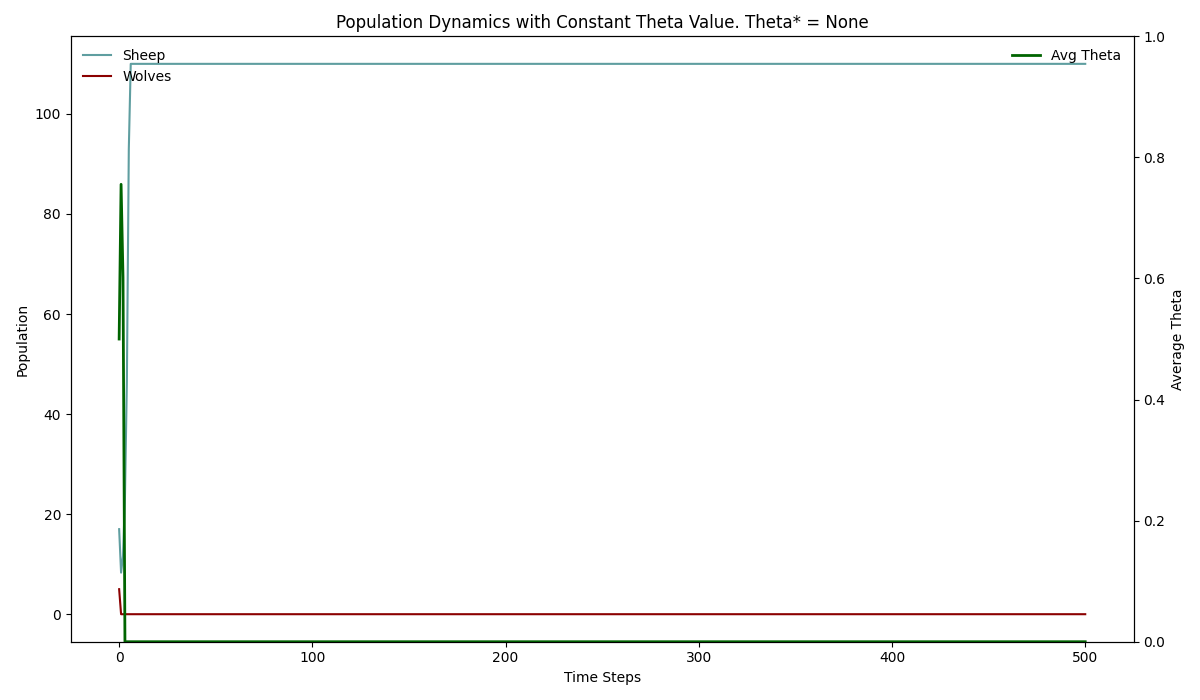 Population Dynamics with Constant Theta Value. Theta* = None
Sheep
Wolves
Avg Theta
Population
100
80
60
40
20
0
1.0
0.8
0.6
0.4
0.2
0.0
Average Theta
0 100 200 300 400 500
Time Steps